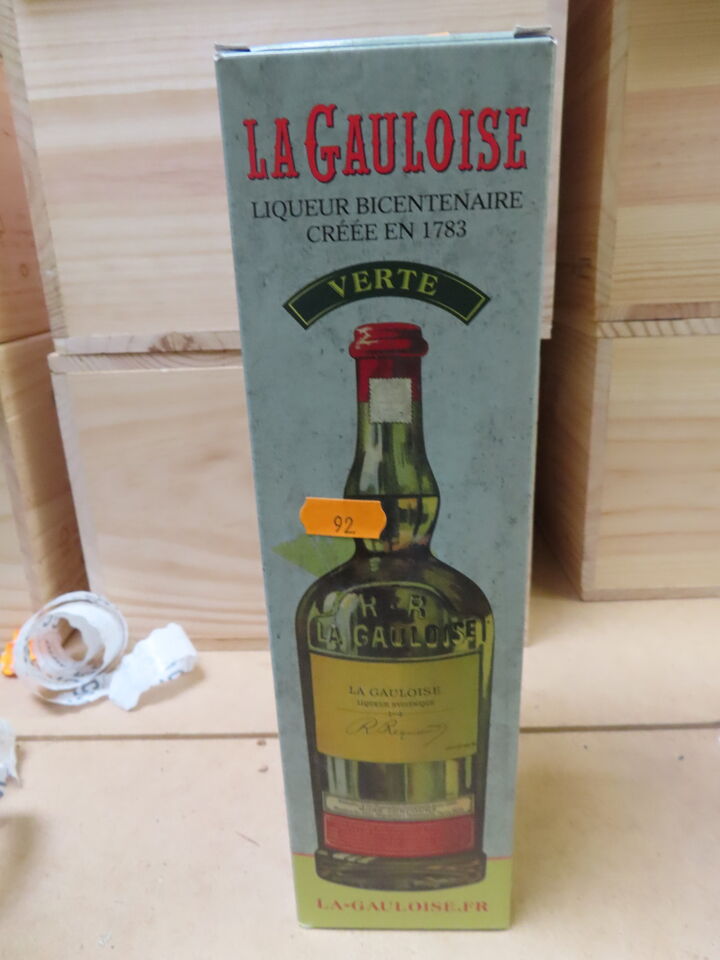 LA GAULOISE
LIQUEUR BICENTENAIRE
CRÉÉE EN 1783
VERTE
92
H · R
LA GAULOISE
LA GAULOISE
LIQUEUR HYGIÉNIQUE
LA-GAULOISE.FR